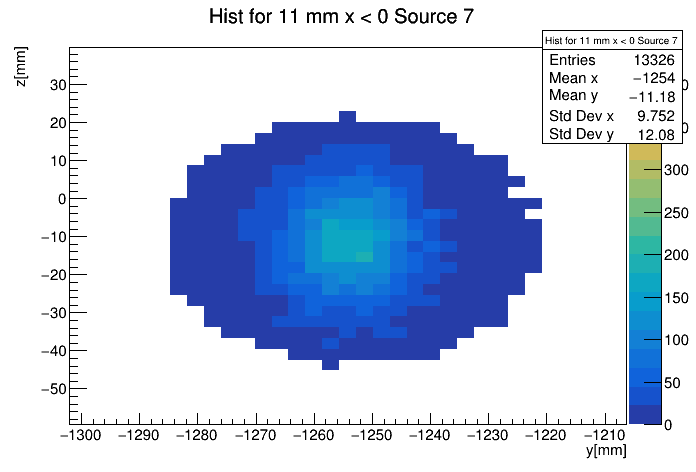 Hist for 11 mm x < 0 Source 7
z[mm]
Hist for 11 mm x < 0 Source 7
Entries 13326
Mean x −1254
Mean y −11.18
Std Dev x 9.752
Std Dev y 12.08
30
20
10
0
−10
−20
−30
−40
−50
300
250
200
150
100
50
0
−1300 −1290 −1280 −1270 −1260 −1250 −1240 −1230 −1220 −1210
y[mm]